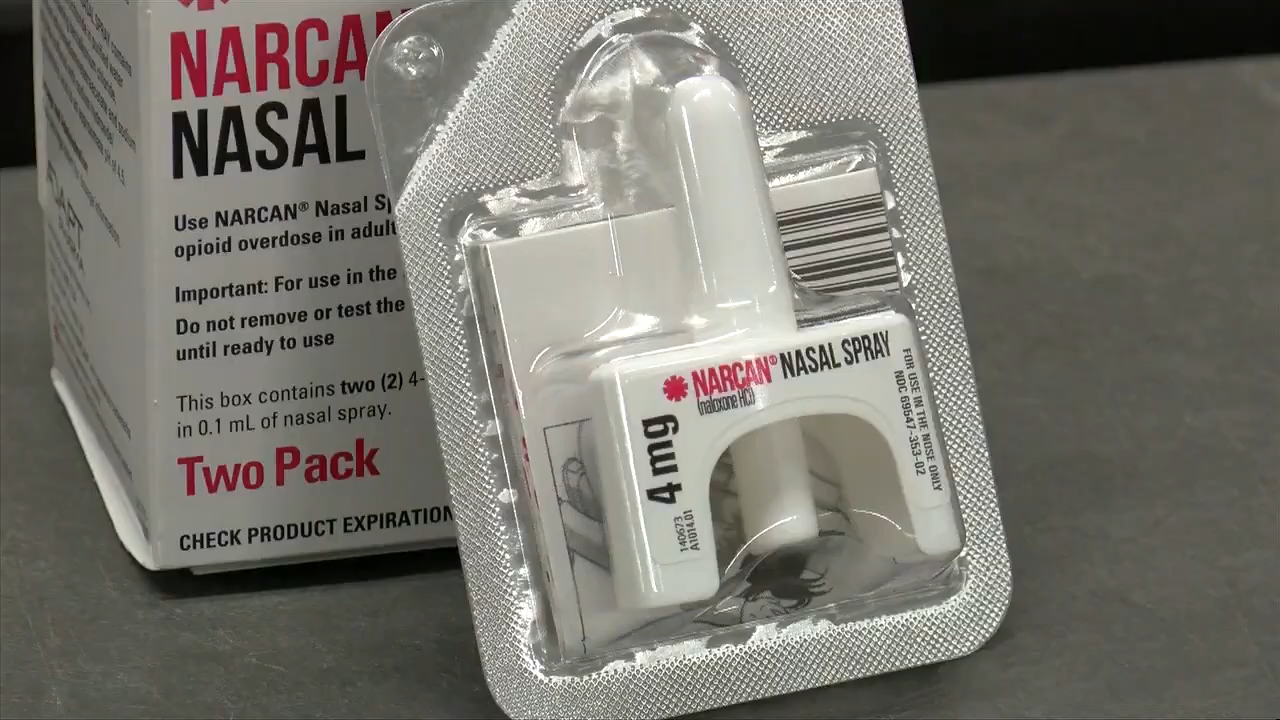 NARCAN
NASAL
Use NARCAN® Nasal
opioid overdose in
Important: For use in the
Do not remove or test the
until ready to use
This box contains two (2) 4-
in 0.1 mL of nasal spray.
Two Pack
CHECK PRODUCT EXPIRATION
NARCAN® NASAL SPRAY
(naloxone HCl)
4 mg
FOR USE IN THE NOSE ONLY
NDC 69547-353-02
140673
A1014.01